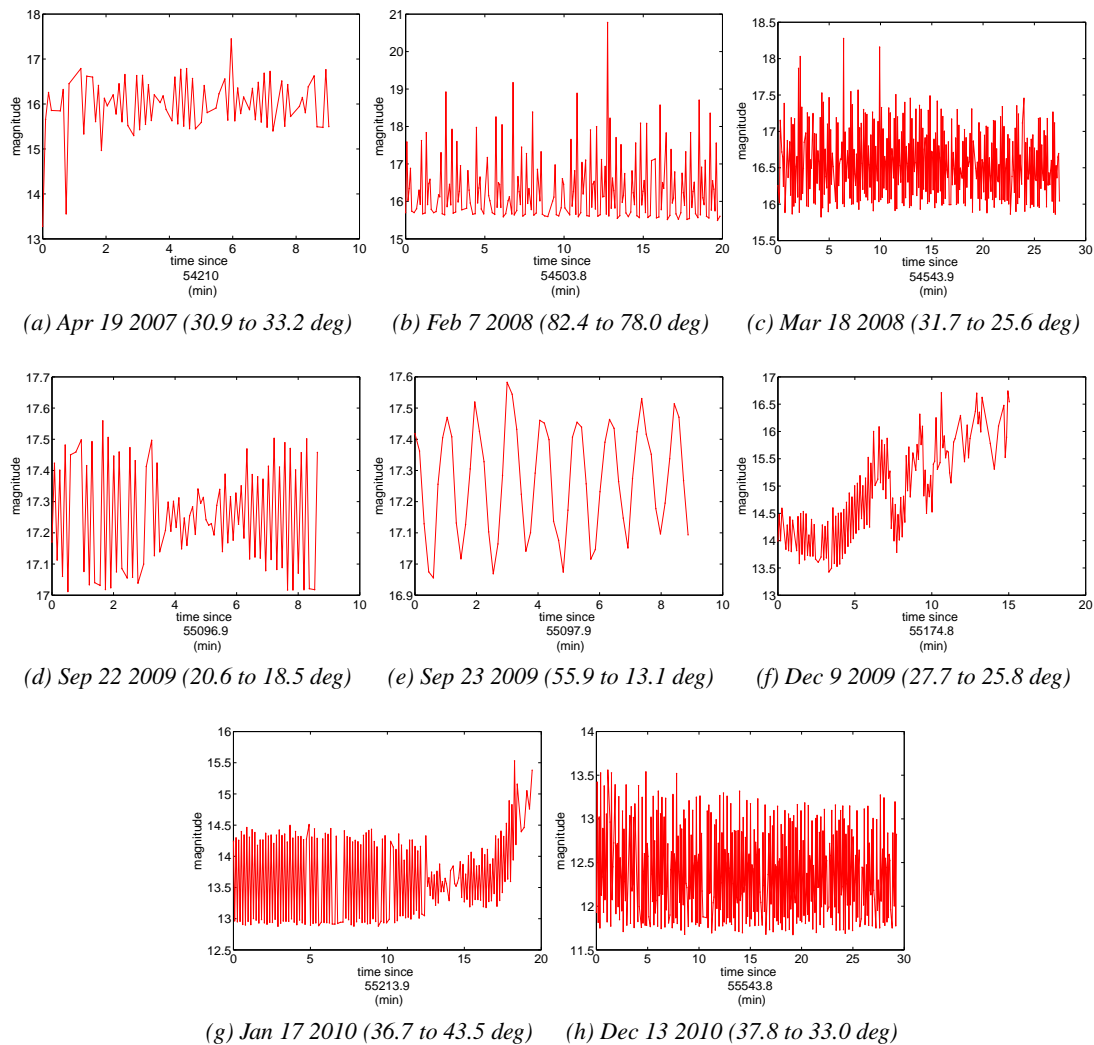 18
17
16
15
14
13
magnitude
0 2 4 6 8 10
time since
54210
(min)
(a) Apr 19 2007 (30.9 to 33.2 deg)
21
20
19
18
17
16
15
magnitude
0 5 10 15 20
time since
54503.8
(min)
(b) Feb 7 2008 (82.4 to 78.0 deg)
18.5
18
17.5
17
16.5
16
15.5
magnitude
0 5 10 15 20 25 30
time since
54543.9
(min)
(c) Mar 18 2008 (31.7 to 25.6 deg)
17.7
17.6
17.5
17.4
17.3
17.2
17.1
17
magnitude
0 2 4 6 8 10
time since
55096.9
(min)
(d) Sep 22 2009 (20.6 to 18.5 deg)
17.6
17.4
17.3
17.2
17.1
16.9
magnitude
0 2 4 6 8 10
time since
55097.9
(min)
(e) Sep 23 2009 (55.9 to 13.1 deg)
17
16.5
16
15.5
15
14.5
14
13.5
13
magnitude
0 5 10 15 20
time since
55174.8
(min)
(f) Dec 9 2009 (27.7 to 25.8 deg)
16
15.5
15
14.5
14
13.5
13
12.5
magnitude
0 5 10 15 20
time since
55213.9
(min)
(g) Jan 17 2010 (36.7 to 43.5 deg)
14
13.5
13
12.5
12
11.5
magnitude
0 5 10 15 20 25 30
time since
55543.8
(min)
(h) Dec 13 2010 (37.8 to 33.0 deg)